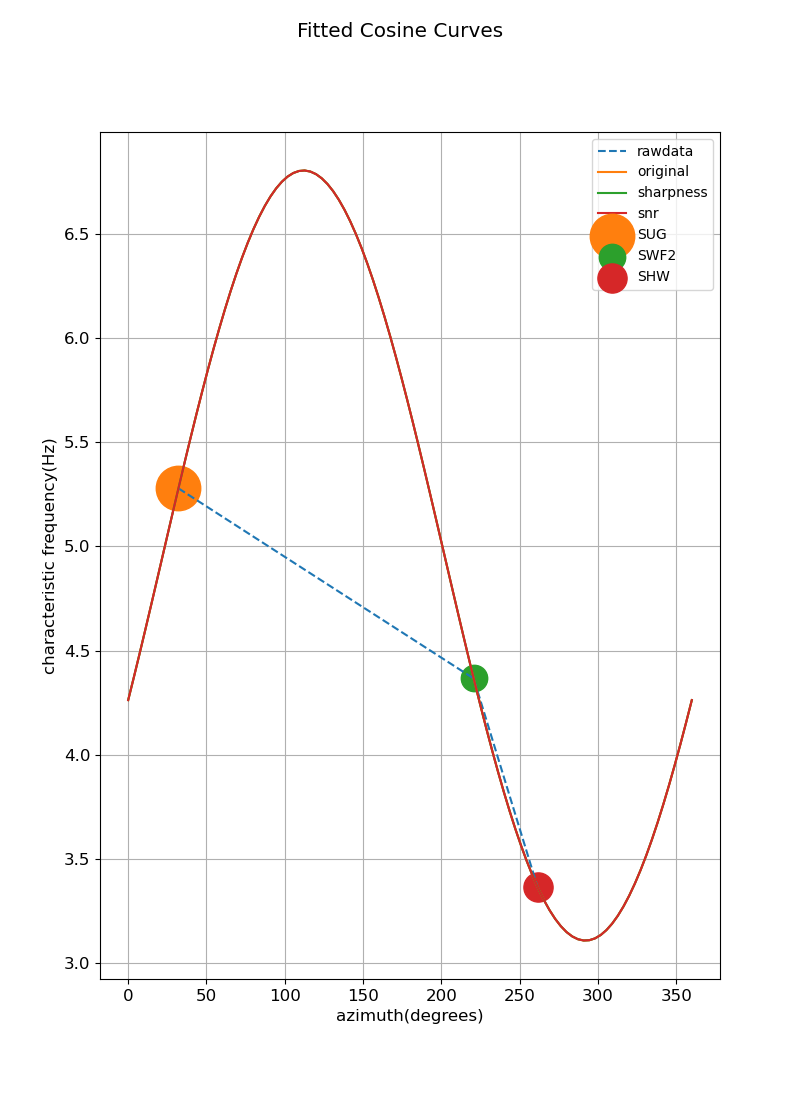 Fitted Cosine Curves
rawdata
original
sharpness
snr
SUG
SWF2
SHW
characteristic frequency(Hz)
6.5
6.0
5.5
5.0
4.5
4.0
3.5
3.0
0 50 100 150 200 250 300 350
azimuth(degrees)